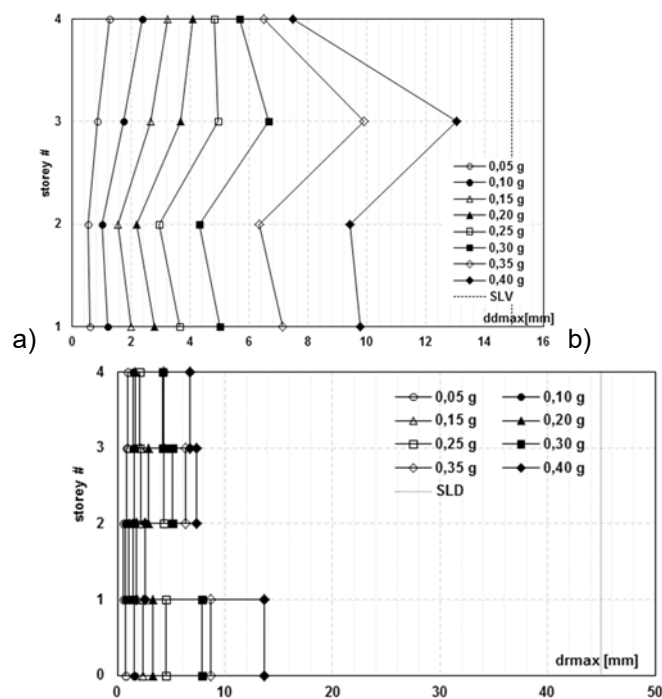 4
3
2
1
storey #
0,05 g
0,10 g
0,15 g
0,20 g
0,25 g
0,30 g
0,35 g
0,40 g
SLV
ddmax[mm]
0 2 4 6 8 10 12 14 16
a)
b)
4
3
2
1
0
storey #
0,05 g 0,10 g
0,15 g 0,20 g
0,25 g 0,30 g
0,35 g 0,40 g
SLD
drmax [mm]
0 10 20 30 40 50